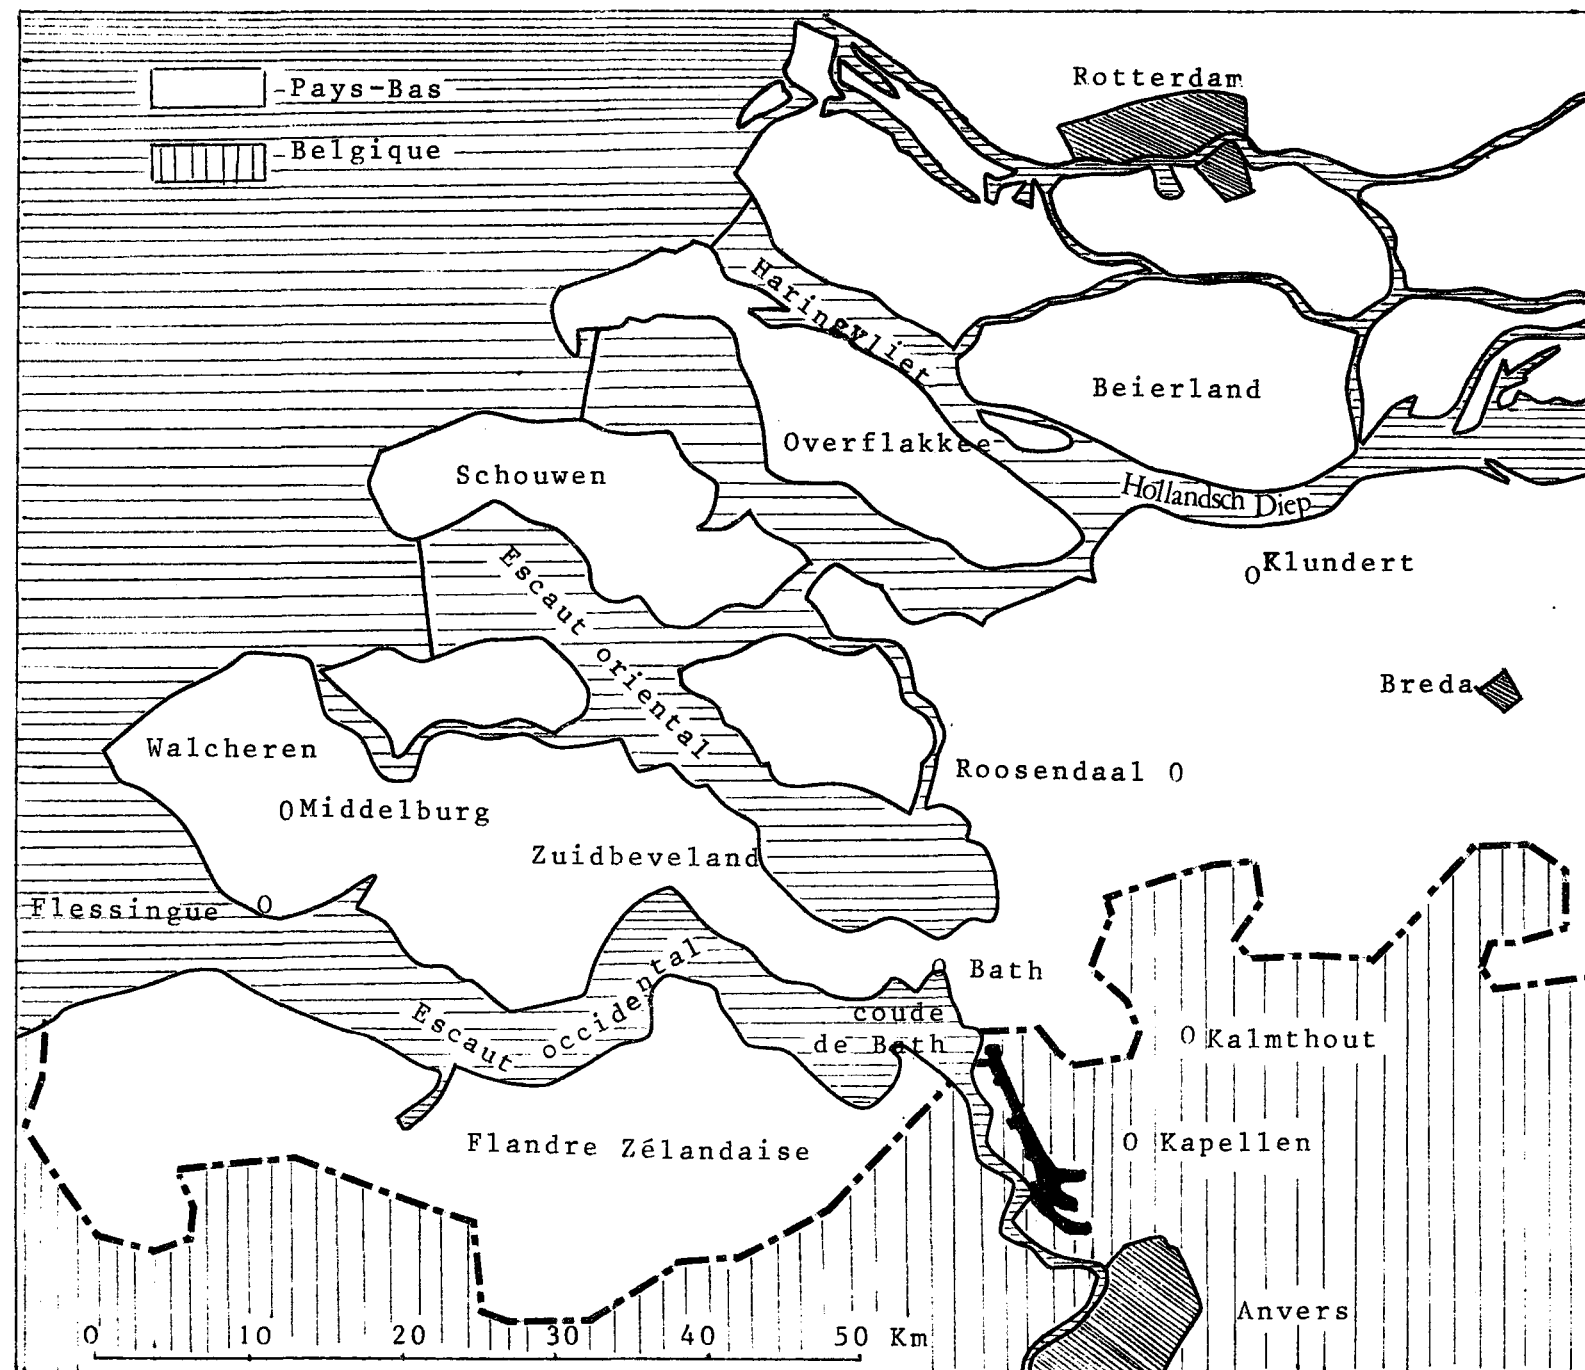 Rotterdam
Pays-Bas
Belgique
Haringvliet
Beierland
Overflakkee
Schouwen
Hollandsch Diep
Klundert
Escaut oriental
Breda
Walcheren
Roosendaal
Middelburg
Zuidbeveland
Flessingue
Bath
Escaut occidental
coude
de Bath
Kalmthout
Flandre Zélandaise
Kapellen
Anvers
0 10 20 30 40 50 Km